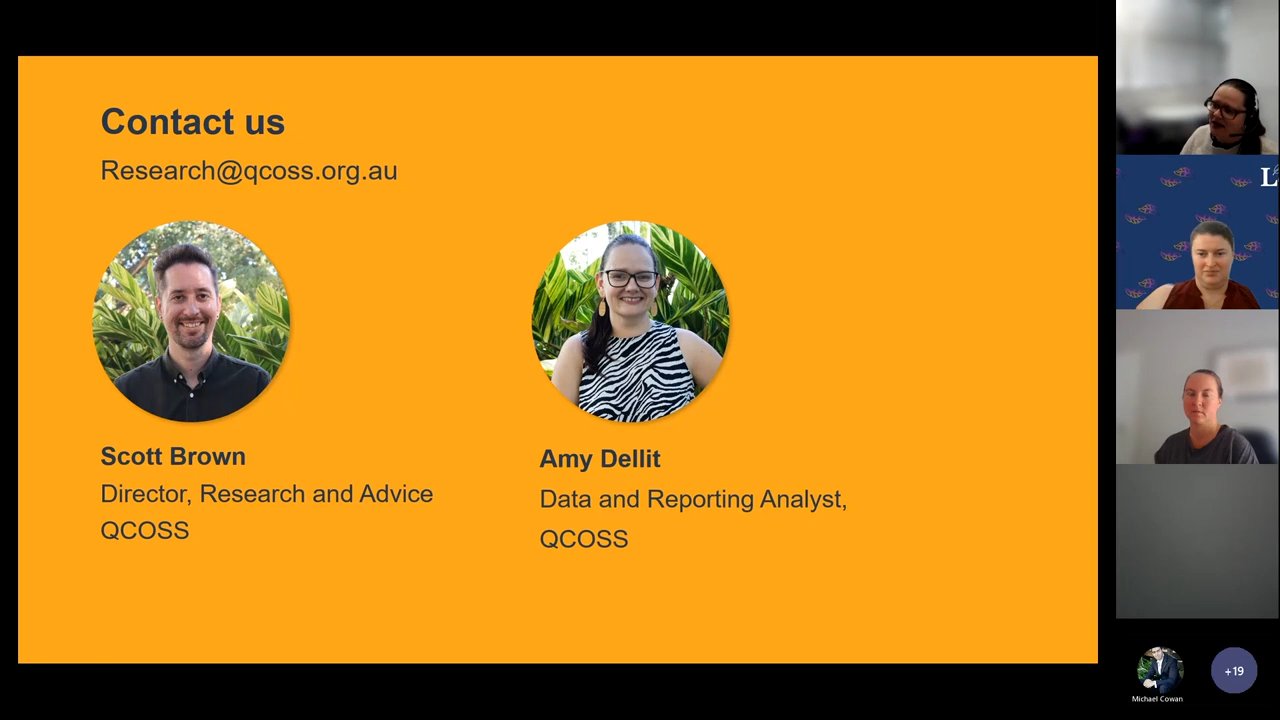 Contact us
Research@qcoss.org.au
Scott Brown
Director, Research and Advice
QCOSS
Amy Dellit
Data and Reporting Analyst,
QCOSS
L
Michael Cowan
+19